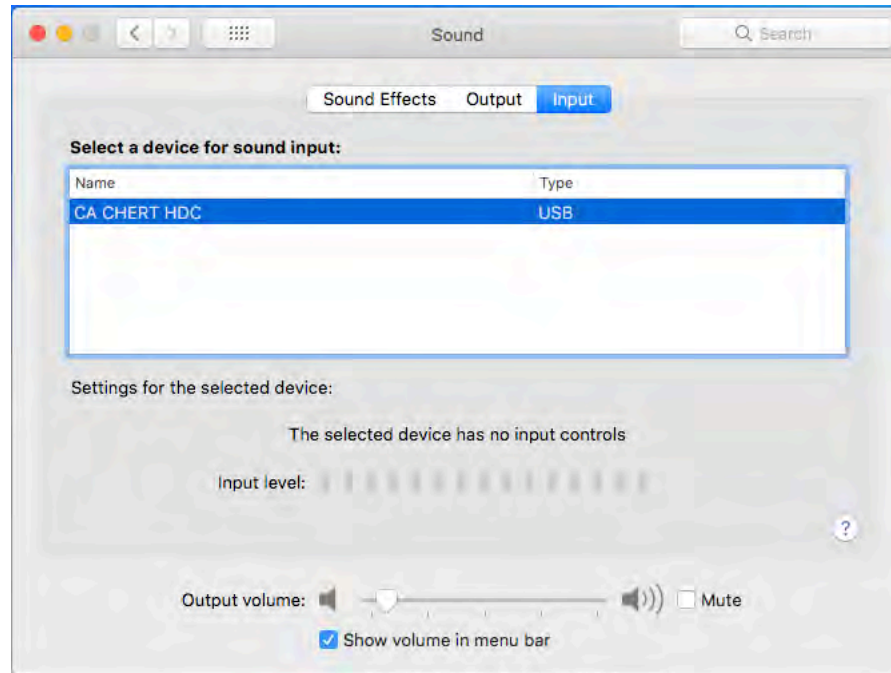 Sound
Search
Sound Effects Output Input
Select a device for sound input:
Name Type
CA CHERT HDC USB
Settings for the selected device:
The selected device has no input controls
Input level:
?
Output volume: Mute
Show volume in menu bar